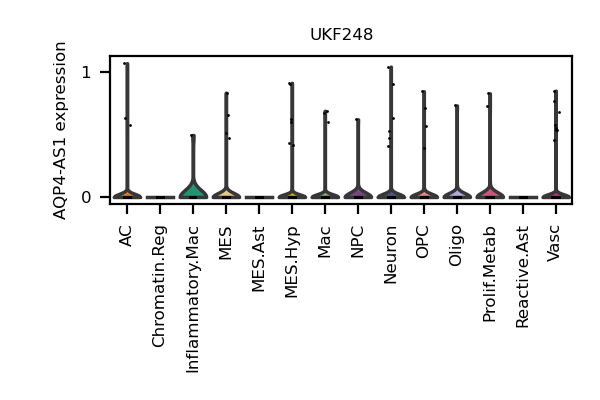 UKF248
AQP4-AS1 expression
1
0
AC
Chromatin.Reg
Inflammatory.Mac
MES
MES.Ast
MES.Hyp
Mac
NPC
Neuron
OPC
Oligo
Prolif.Metab
Reactive.Ast
Vasc